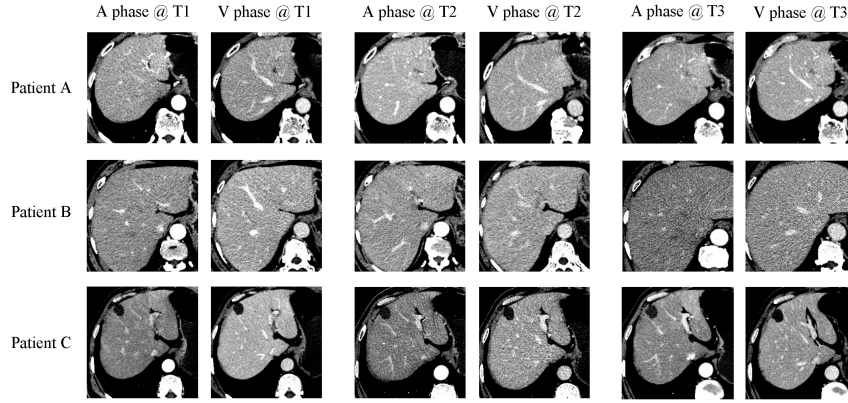 A phase @ T1 V phase @ T1 A phase @ T2 V phase @ T2 A phase @ T3 V phase @ T3
Patient A
Patient B
Patient C